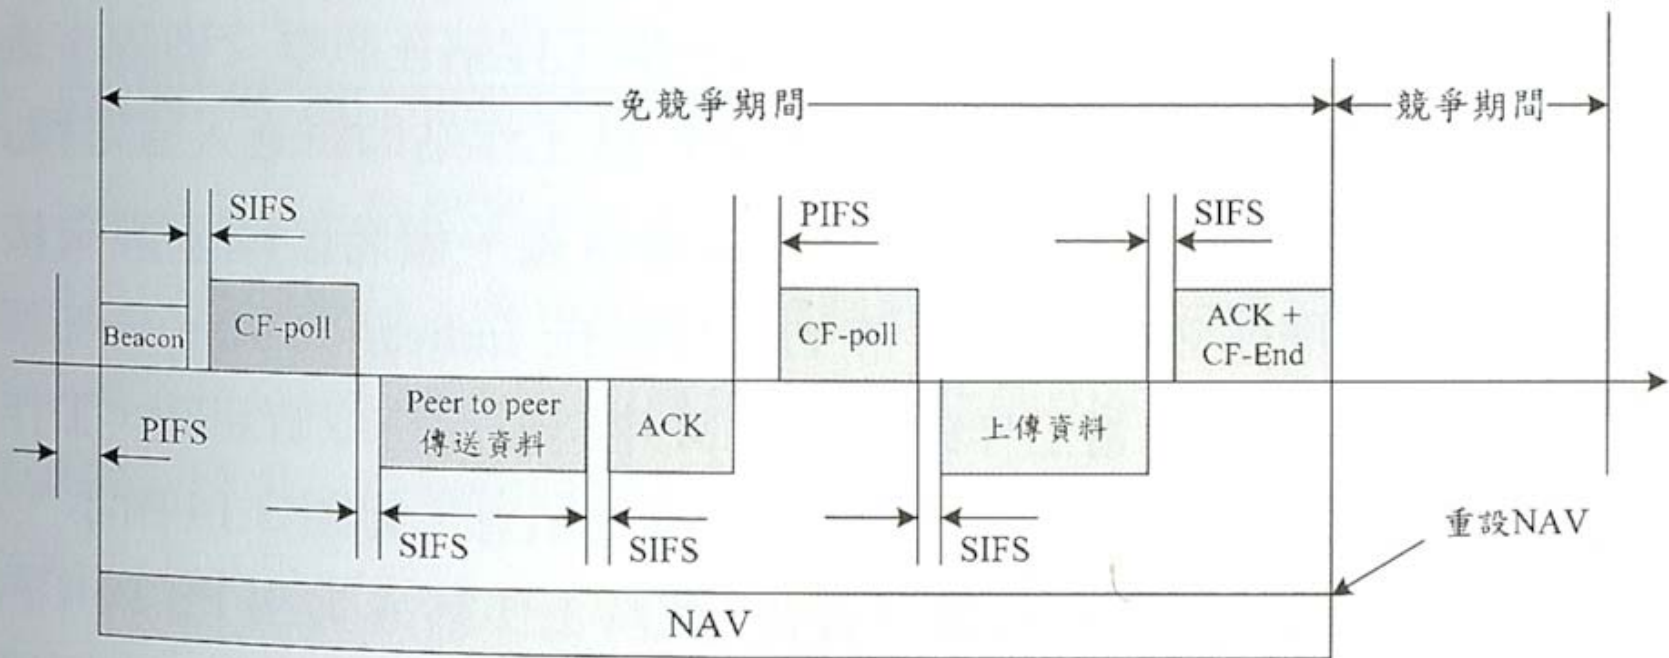 免競爭期間
競爭期間
SIFS
PIFS
SIFS
Beacon
CF-poll
CF-poll
ACK +
CF-End
PIFS
Peer to peer
傳送資料
ACK
上傳資料
SIFS
SIFS
SIFS
重設NAV
NAV